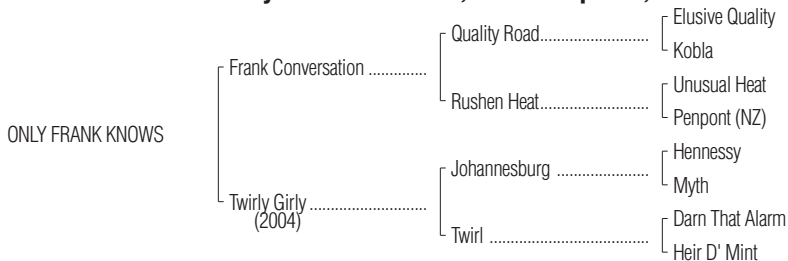 Elusive Quality
Quality Road
Kobla
Frank Conversation
Unusual Heat
Rushen Heat
Penpont (NZ)
ONLY FRANK KNOWS
Hennessy
Johannesburg
Myth
Twirly Girly
(2004)
Darn That Alarm
Twirl
Heir D' Mint